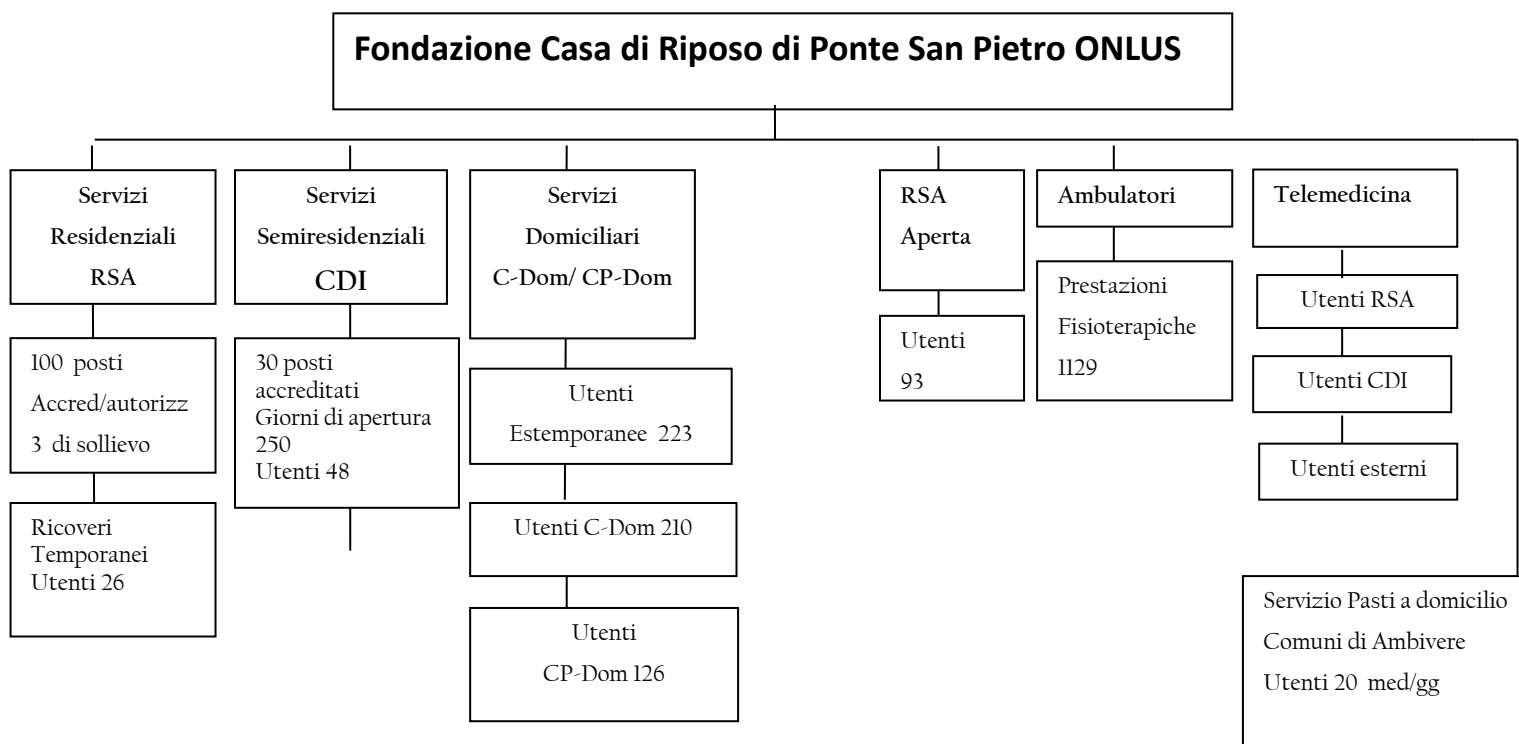 Fondazione Casa di Riposo di Ponte San Pietro ONLUS
Servizi
Residenziali
RSA
100 posti
Accred/autorizz
3 di sollievo
Ricoveri
Temporanei
Utenti 26
Servizi
Semiresidenziali
CDI
30 posti
accreditati
Giorni di apertura
250
Utenti 48
Servizi
Domiciliari
C-Dom/ CP-Dom
Utenti
Estemporanee 223
Utenti C-Dom 210
Utenti
CP-Dom 126
RSA
Aperta
Utenti
93
Ambulatori
Prestazioni
Fisioterapiche
1129
Telemedicina
Utenti RSA
Utenti CDI
Utenti esterni
Servizio Pasti a domicilio
Comuni di Ambivere
Utenti 20 med/gg